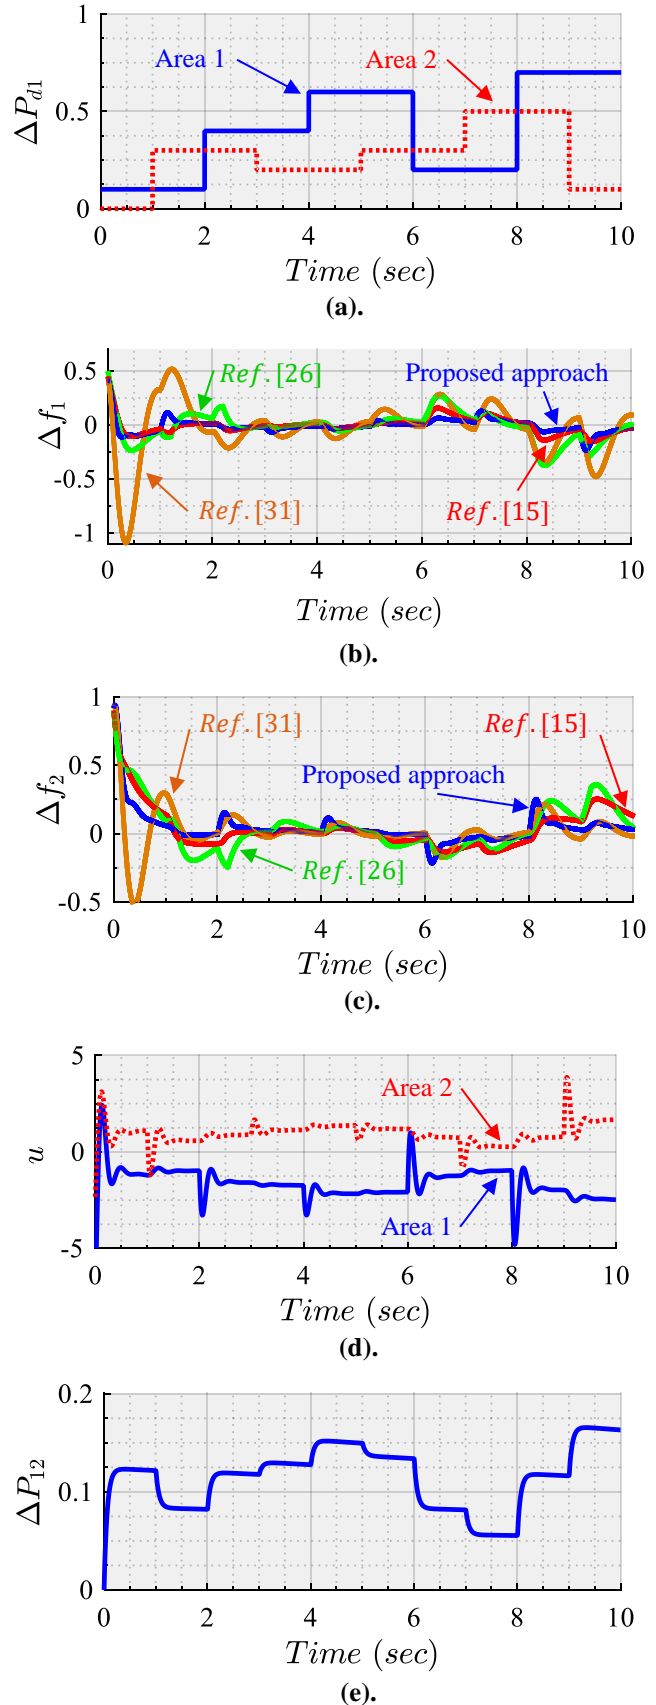 1
Area 1
Area 2
ΔP_{d1}
0.5
0
0 2 4 6 8 10
Time (sec)
(a).
0.5
Ref.[26]
Proposed approach
Δf_1
0
-0.5
Ref.[31]
Ref.[15]
-1
0 2 4 6 8 10
Time (sec)
(b).
1
Ref.[31]
Ref.[15]
0.5
Proposed approach
Δf_2
0
Ref.[26]
-0.5
0 2 4 6 8 10
Time (sec)
(c).
5
Area 2
u
0
Area 1
-5
0 2 4 6 8 10
Time (sec)
(d).
0.2
ΔP_{12}
0.1
0
0 2 4 6 8 10
Time (sec)
(e).